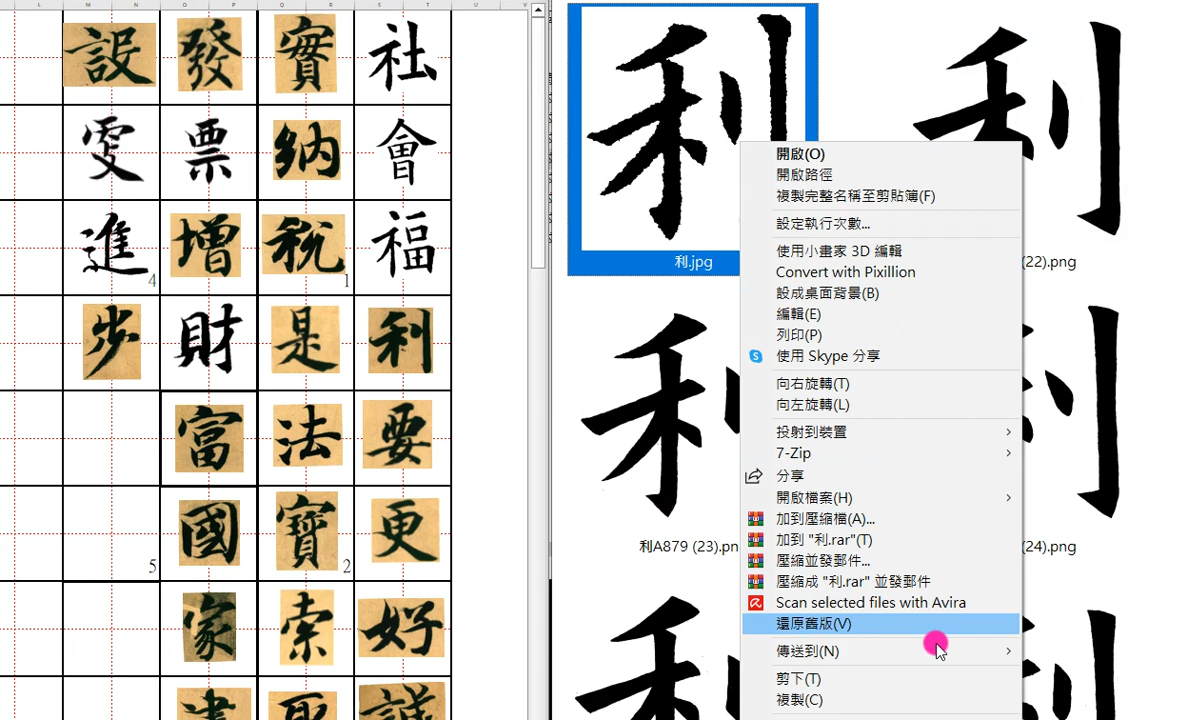 L M N O P Q R S T U V
社會福利要更好誠
實納稅是法寶索
發票增財富國家
設
進步
1
2
4
5
利
利
利.jpg
(22).png
利A879 (23).pn
(24).png
開啟(O)
開啟路徑
複製完整名稱至剪貼簿(F)
設定執行次數...
使用小畫家 3D 編輯
Convert with Pixillion
設成桌面背景(B)
編輯(E)
列印(P)
使用 Skype 分享
向右旋轉(T)
向左旋轉(L)
投射到裝置
7-Zip
分享
開啟檔案(H)
加到壓縮檔(A)...
加到 "利.rar"(T)
壓縮並發郵件...
壓縮成 "利.rar" 並發郵件
Scan selected files with Avira
還原舊版(V)
傳送到(N)
剪下(T)
複製(C)